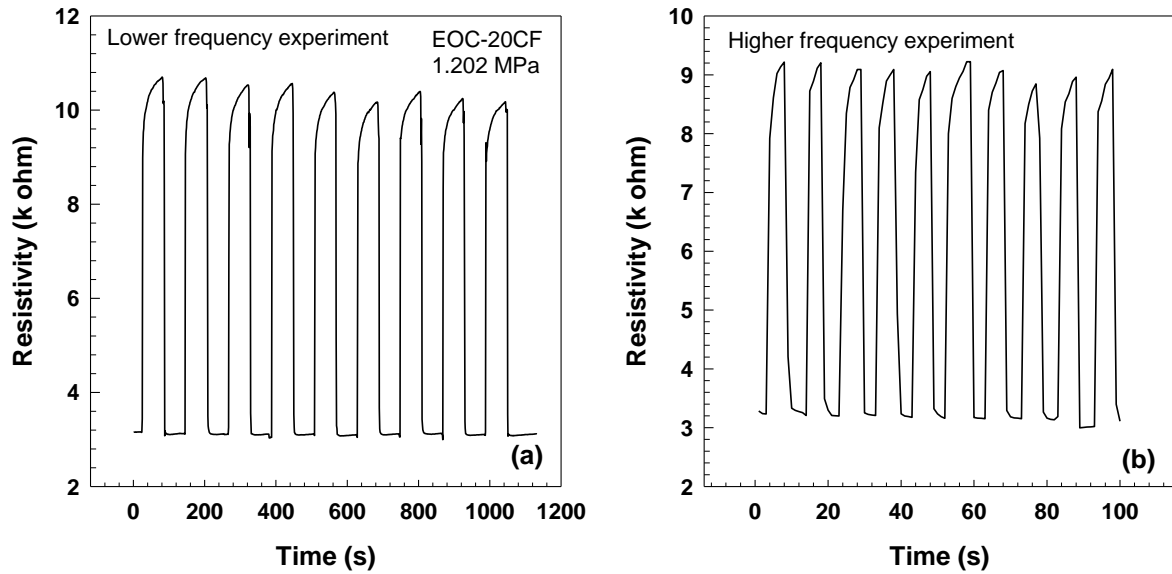 Lower frequency experiment
EOC-20CF
1.202 MPa
12
10
8
6
4
2
Resistivity (k ohm)
(a)
0 200 400 600 800 1000 1200
Time (s)
Higher frequency experiment
10
9
8
7
6
5
4
3
2
Resistivity (k ohm)
(b)
0 20 40 60 80 100
Time (s)